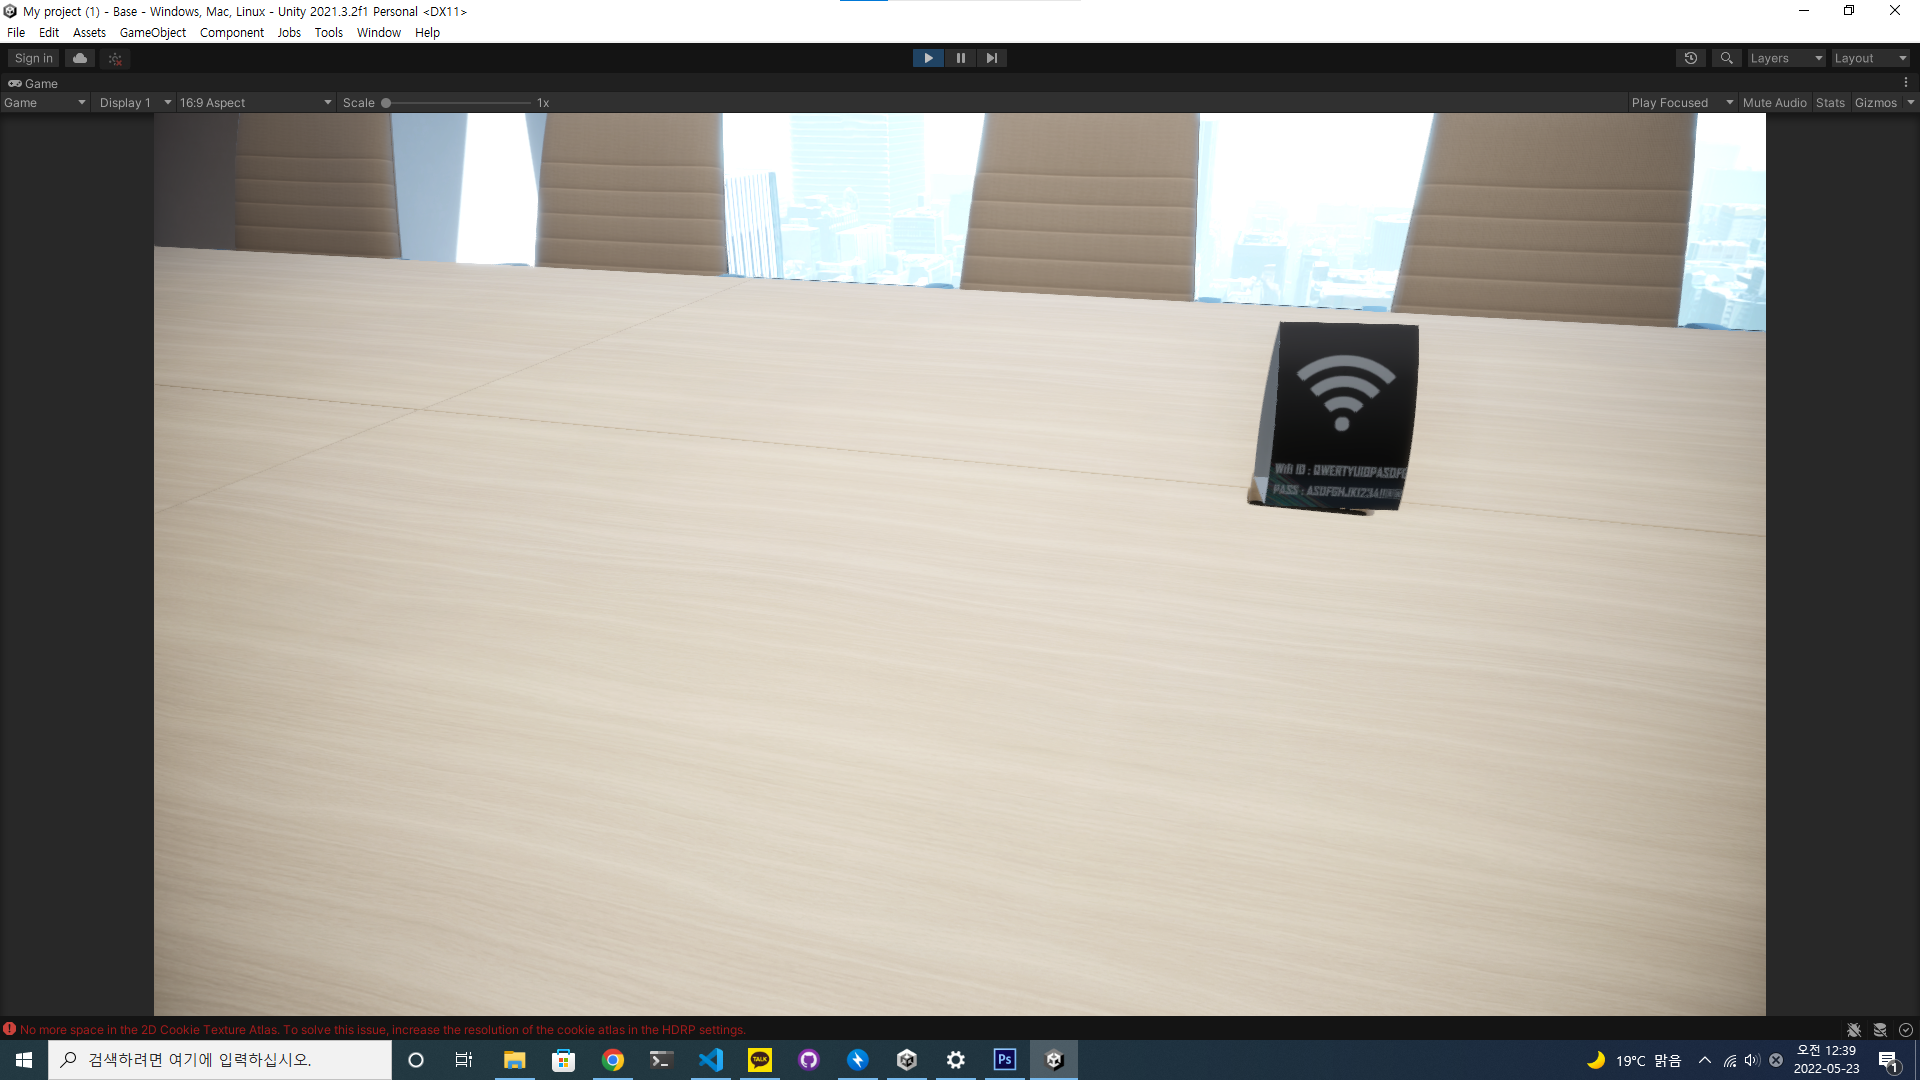 My project (1) - Base - Windows, Mac, Linux - Unity 2021.3.2f1 Personal <DX11>
File Edit Assets GameObject Component Jobs Tools Window Help
Sign in Layers Layout
Game
Game Display 1 16:9 Aspect Scale 1x Play Focused Mute Audio Stats Gizmos
Wifi ID :
PASS :
No more space in the 2D Cookie Texture Atlas. To solve this issue, increase the resolution of the cookie atlas in the HDRP settings.
검색하려면 여기에 입력하십시오.
TALK
Ps
19°C 맑음
오전 12:39
2022-05-23
1